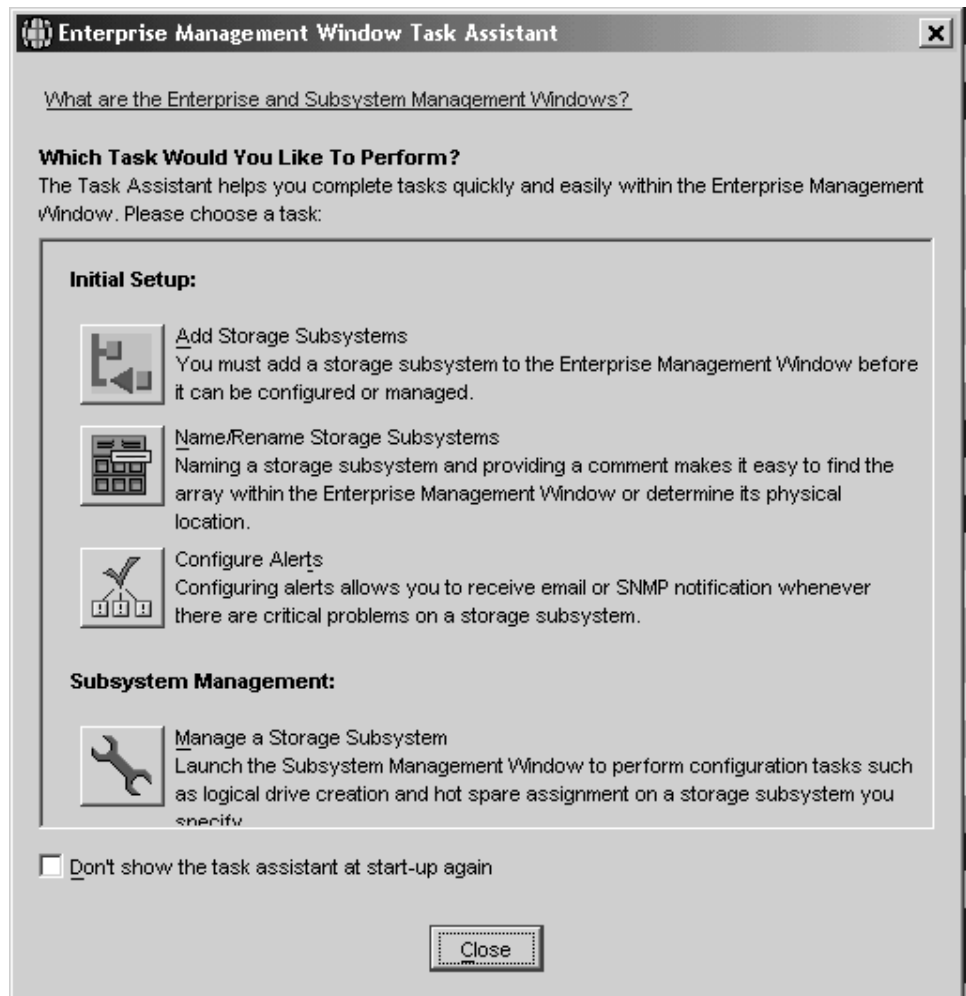 Enterprise Management Window Task Assistant
What are the Enterprise and Subsystem Management Windows?
Which Task Would You Like To Perform?
The Task Assistant helps you complete tasks quickly and easily within the Enterprise Management
Window. Please choose a task:
Initial Setup:
Add Storage Subsystems
You must add a storage subsystem to the Enterprise Management Window before
it can be configured or managed.
Name/Rename Storage Subsystems
Naming a storage subsystem and providing a comment makes it easy to find the
array within the Enterprise Management Window or determine its physical
location.
Configure Alerts
Configuring alerts allows you to receive email or SNMP notification whenever
there are critical problems on a storage subsystem.
Subsystem Management:
Manage a Storage Subsystem
Launch the Subsystem Management Window to perform configuration tasks such
as logical drive creation and hot spare assignment on a storage subsystem you
specify.
Don't show the task assistant at start-up again
Close